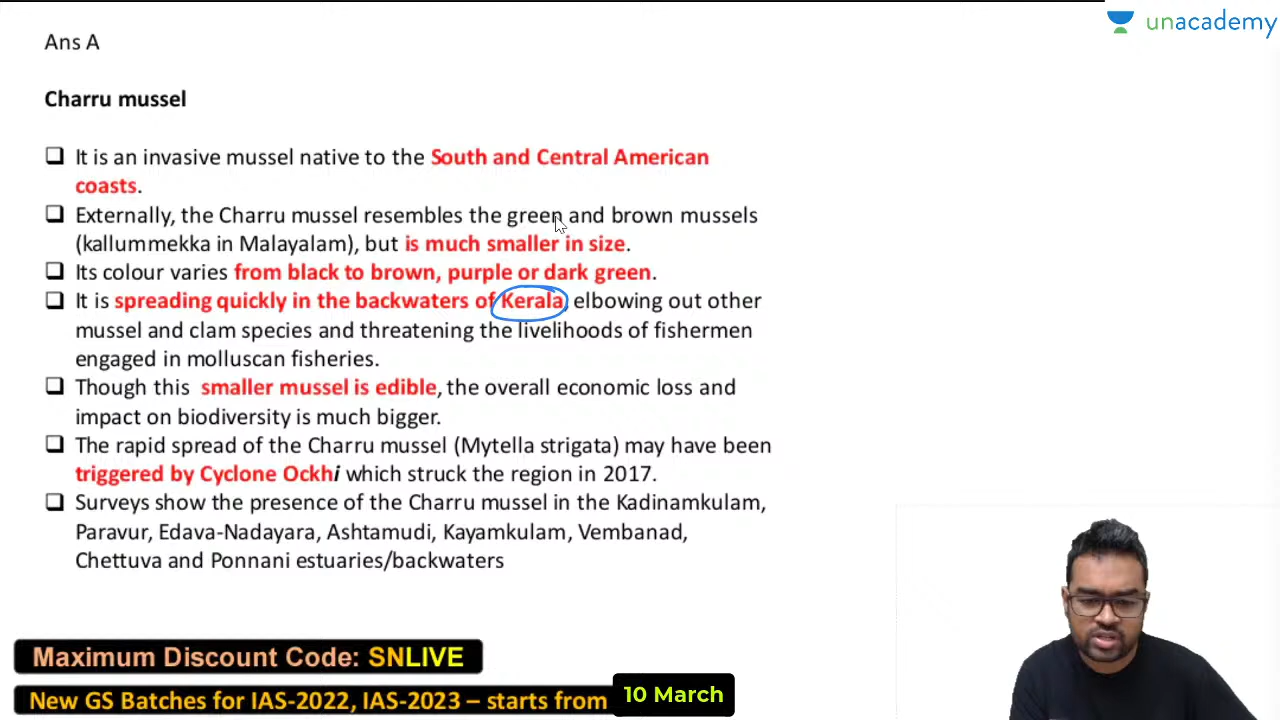 unacademy
Ans A
Charru mussel
❑ It is an invasive mussel native to the South and Central American
coasts.
❑ Externally, the Charru mussel resembles the green and brown mussels
(kallummekka in Malayalam), but is much smaller in size.
❑ Its colour varies from black to brown, purple or dark green.
❑ It is spreading quickly in the backwaters of Kerala, elbowing out other
mussel and clam species and threatening the livelihoods of fishermen
engaged in molluscan fisheries.
❑ Though this smaller mussel is edible, the overall economic loss and
impact on biodiversity is much bigger.
❑ The rapid spread of the Charru mussel (Mytella strigata) may have been
triggered by Cyclone Ockhi which struck the region in 2017.
❑ Surveys show the presence of the Charru mussel in the Kadinamkulam,
Paravur, Edava-Nadayara, Ashtamudi, Kayamkulam, Vembanad,
Chettuva and Ponnani estuaries/backwaters
Maximum Discount Code: SNLIVE
New GS Batches for IAS-2022, IAS-2023 – starts from 10 March